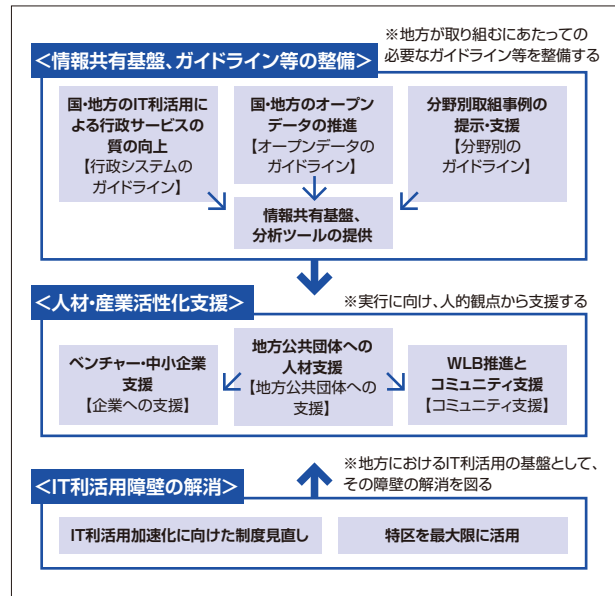 ※地方が取り組むにあたっての
必要なガイドライン等を整備する
＜情報共有基盤、ガイドライン等の整備＞
国・地方のIT利活用に
よる行政サービスの
質の向上
【行政システムの
ガイドライン】
国・地方のオープン
データの推進
【オープンデータの
ガイドライン】
分野別取組事例の
提示・支援
【分野別の
ガイドライン】
情報共有基盤、
分析ツールの提供
＜人材・産業活性化支援＞
※実行に向け、人的観点から支援する
ベンチャー・中小企業
支援
【企業への支援】
地方公共団体への
人材支援
【地方公共団体への
支援】
WLB推進と
コミュニティ支援
【コミュニティ支援】
※地方におけるIT利活用の基盤として、
その障壁の解消を図る
＜IT利活用障壁の解消＞
IT利活用加速化に向けた制度見直し
特区を最大限に活用